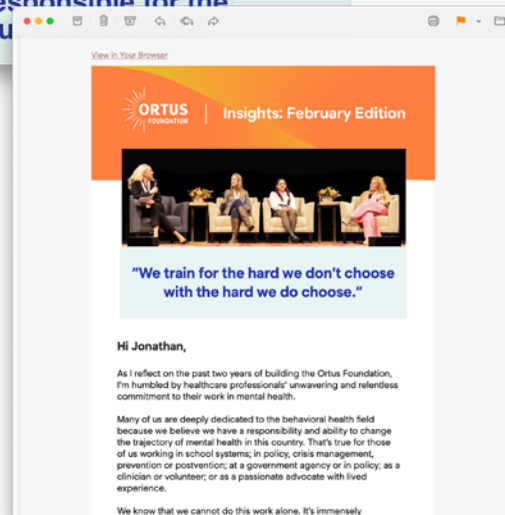 esponsible for the
u
View in Your Browser
ORTUS
FOUNDATION
Insights: February Edition
"We train for the hard we don't choose
with the hard we do choose."
Hi Jonathan,
As I reflect on the past two years of building the Ortus Foundation,
I'm humbled by healthcare professionals' unwavering and relentless
commitment to their work in mental health.
Many of us are deeply dedicated to the behavioral health field
because we believe we have a responsibility and ability to change
the trajectory of mental health in this country. That's true for those
of us working in school systems; in policy, crisis management,
prevention or postvention; at a government agency or in policy; as a
clinician or volunteer; or as a passionate advocate with lived
experience.
We know that we cannot do this work alone. It's immensely